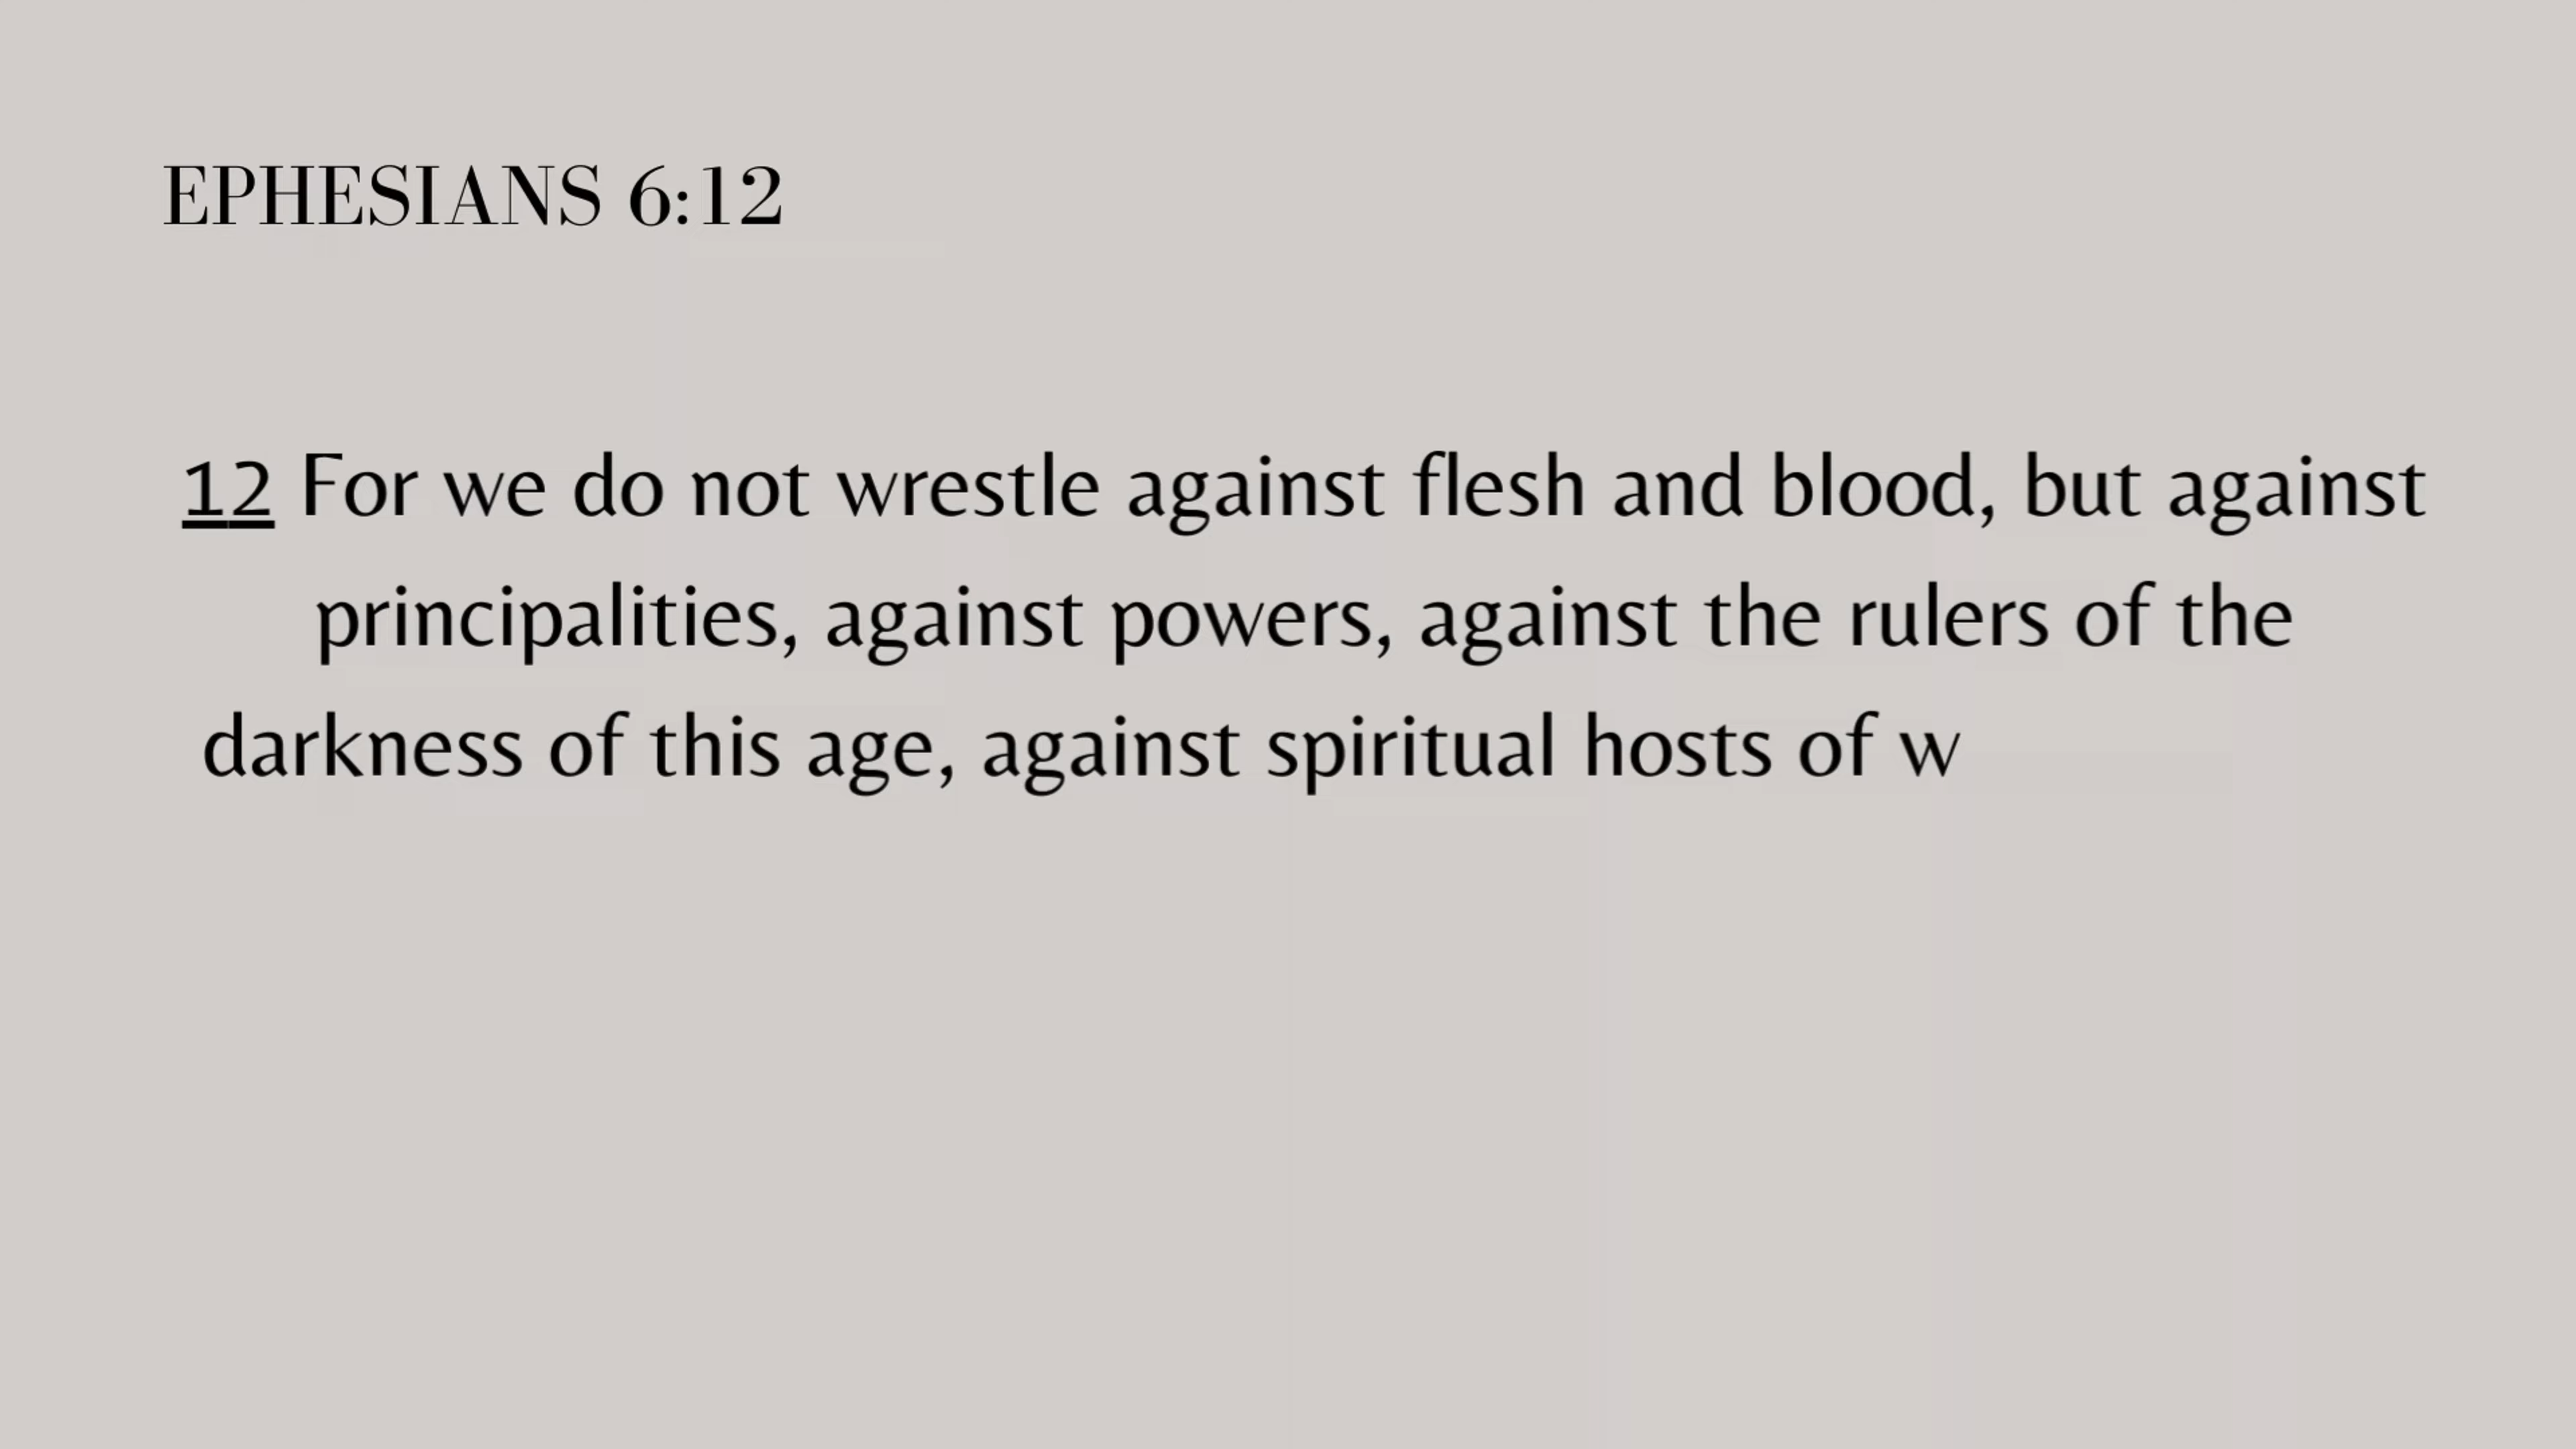 EPHESIANS 6:12
12 For we do not wrestle against flesh and blood, but against
principalities, against powers, against the rulers of the
darkness of this age, against spiritual hosts of w